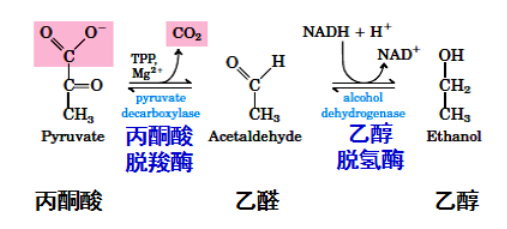 O O⁻
C
C=O
CH₃
Pyruvate
丙酮酸
CO₂
TPP,
Mg²⁺
pyruvate
decarboxylase
丙酮酸
脱羧酶
O H
C
CH₃
Acetaldehyde
乙醛
NADH + H⁺
NAD⁺
alcohol
dehydrogenase
乙醇
脱氢酶
OH
CH₂
CH₃
Ethanol
乙醇